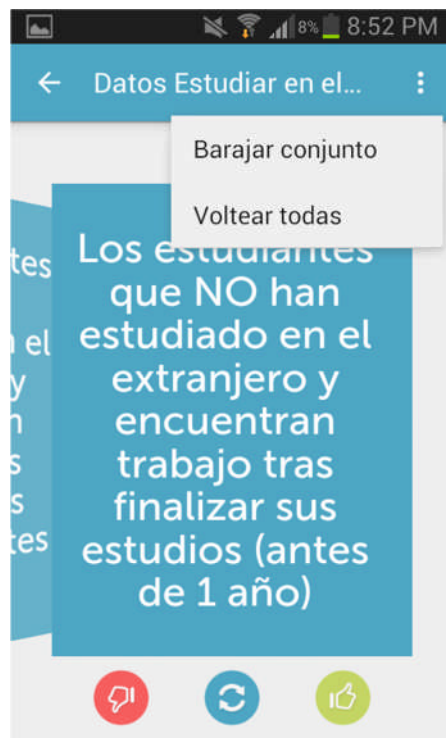 8% 8:52 PM
Datos Estudiar en el...
Barajar conjunto
Voltear todas
Los estudiantes
que NO han
estudiado en el
extranjero y
encuentran
trabajo tras
finalizar sus
estudios (antes
de 1 año)